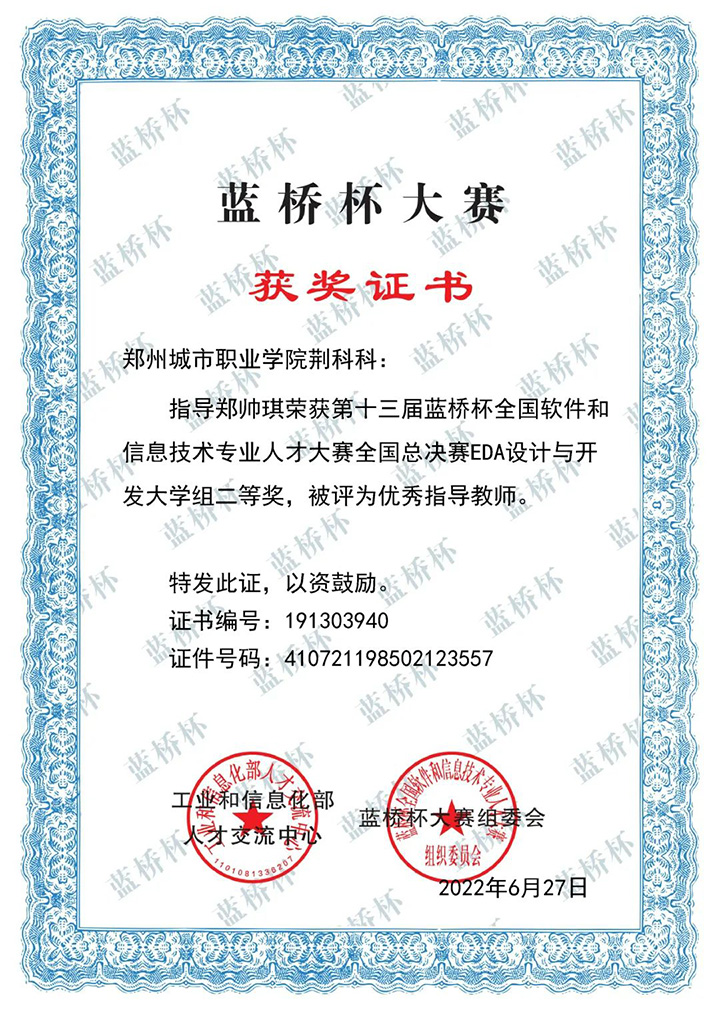 蓝桥杯大赛
获奖证书
郑州城市职业学院荆科科：
指导郑帅琪荣获第十三届蓝桥杯全国软件和
信息技术专业人才大赛全国总决赛EDA设计与开
发大学组二等奖，被评为优秀指导教师。
特发此证，以资鼓励。
证书编号：191303940
证件号码：410721198502123557
工业和信息化部
人才交流中心
工业和信息化部人才交流中心
1101081336207
蓝桥杯大赛组委会
蓝桥杯全国软件和信息技术专业人才大赛
组织委员会
2022年6月27日
蓝桥杯